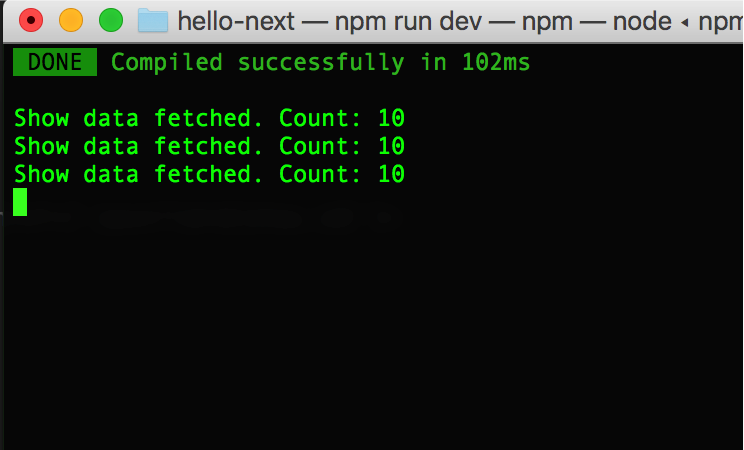 hello-next — npm run dev — npm — node ◂ npm
DONE Compiled successfully in 102ms
Show data fetched. Count: 10
Show data fetched. Count: 10
Show data fetched. Count: 10